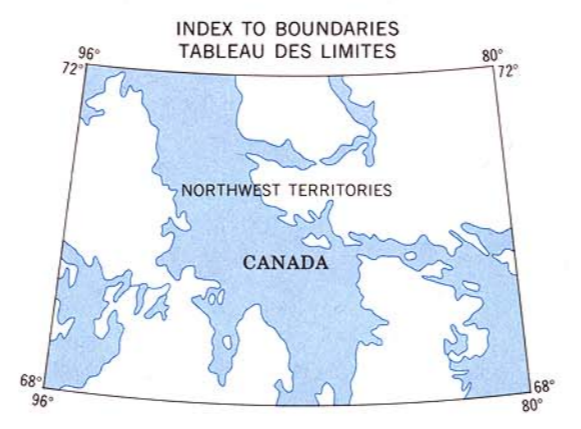 INDEX TO BOUNDARIES
TABLEAU DES LIMITES
96°
80°
72°
72°
NORTHWEST TERRITORIES
CANADA
68°
68°
96°
80°